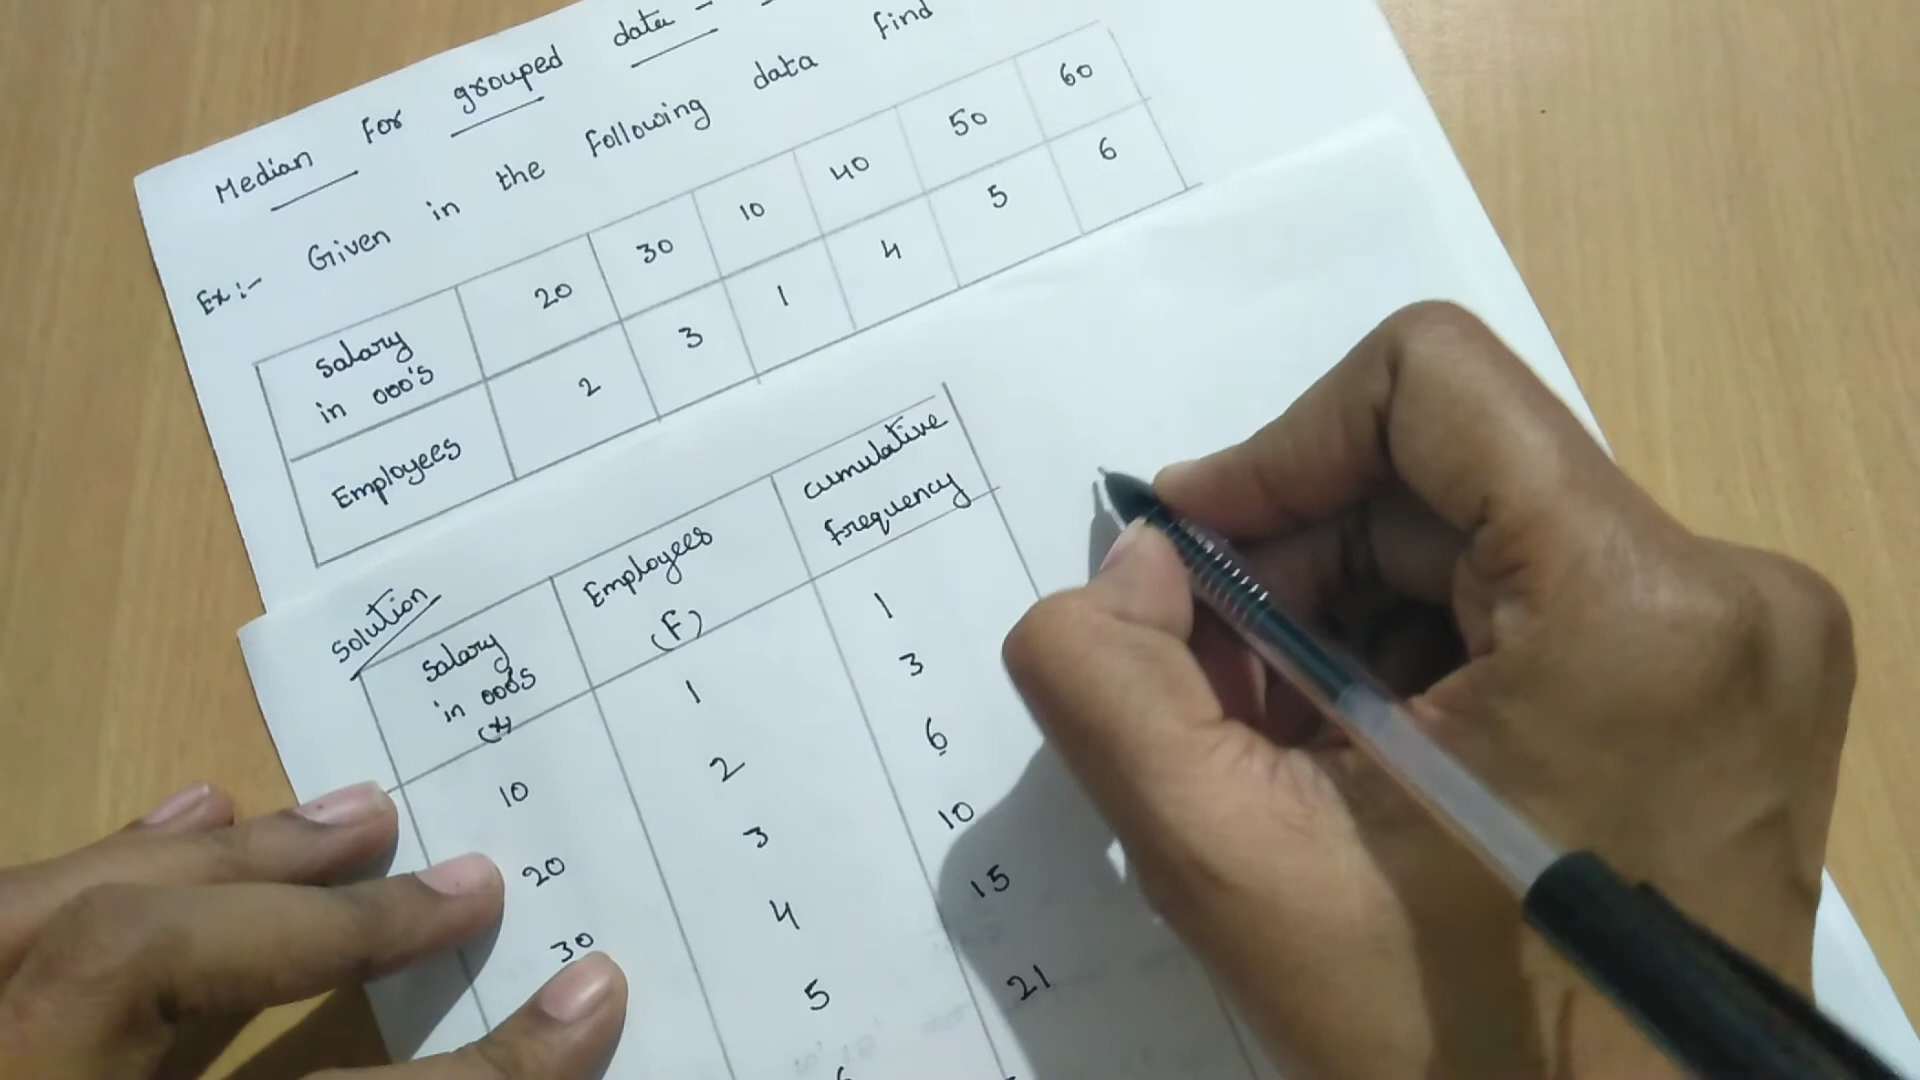 Median for grouped data -
Ex :- Given in the following data find
Salary in 000's 20 30 10 40 50 60
Employees 2 3 1 4 5 6
Solution
Salary in 000's (x) Employees (F) cumulative frequency
10 1 1
20 2 3
30 3 6
4 10
5 15
6 21